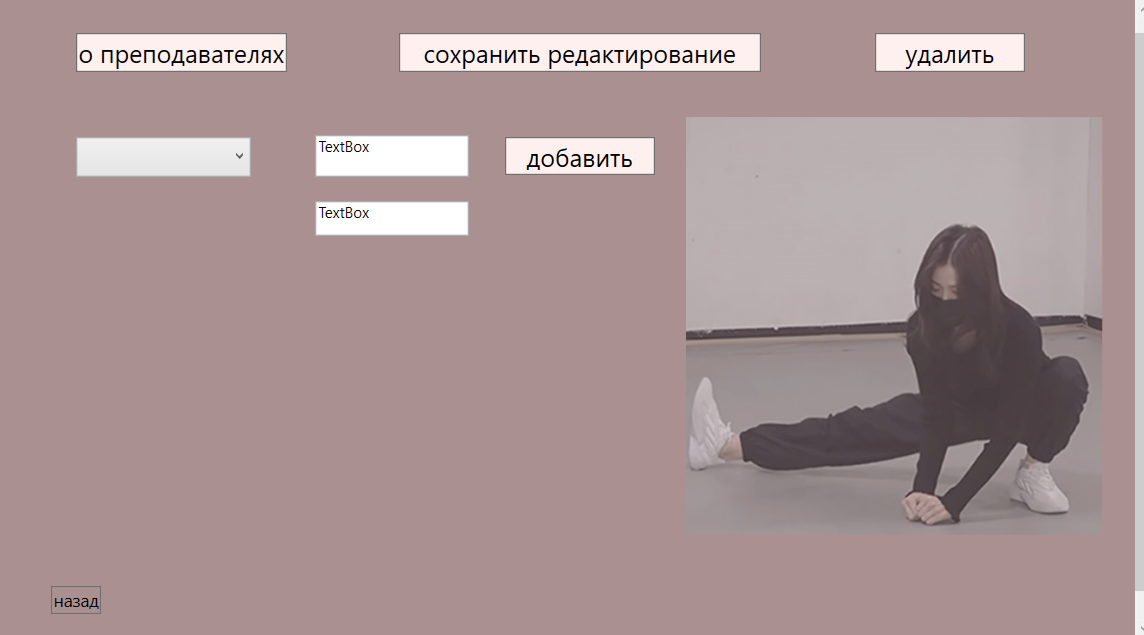 о преподавателях
сохранить редактирование
удалить
TextBox
добавить
TextBox
назад